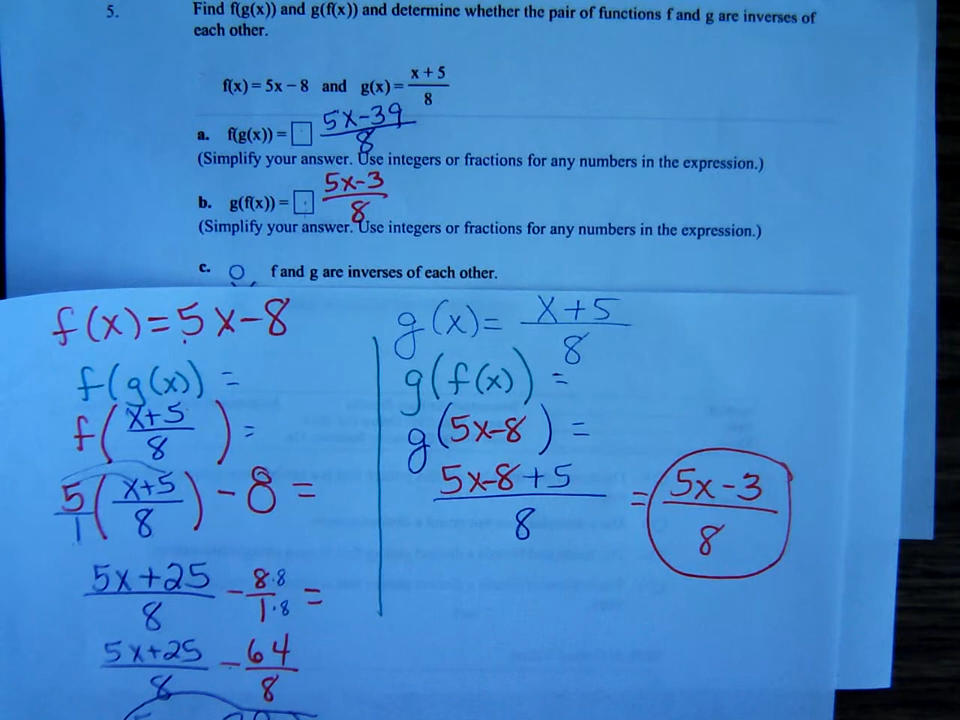 5. Find f(g(x)) and g(f(x)) and determine whether the pair of functions f and g are inverses of
each other.
f(x) = 5x − 8 and g(x) = (x + 5)/8
a. f(g(x)) = □ (5x-39)/8
(Simplify your answer. Use integers or fractions for any numbers in the expression.)
b. g(f(x)) = □ (5x-3)/8
(Simplify your answer. Use integers or fractions for any numbers in the expression.)
c. ○ f and g are inverses of each other.
f(x) = 5x-8
f(g(x)) =
f((x+5)/8) =
5/1 ((x+5)/8) - 8 =
(5x+25)/8 - (8·8)/(1·8) =
(5x+25)/8 - 64/8
g(x) = (x+5)/8
g(f(x)) =
g(5x-8) =
(5x-8+5)/8 = (5x-3)/8